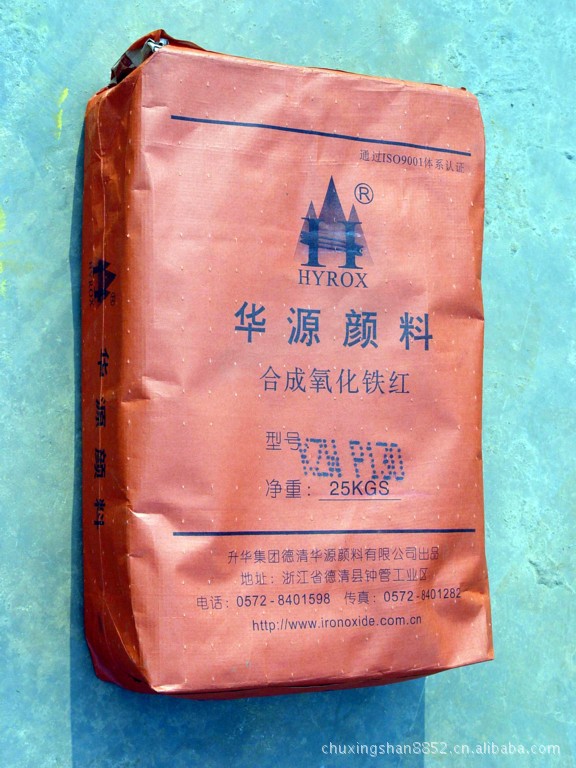 通过ISO9001体系认证
®
H
HYROX
华源颜料
合成氧化铁红
型号: P130
净重: 25KGS
升华集团德清华源颜料有限公司出品
地址: 浙江省德清县钟管工业区
电话: 0572-8401598 传真: 0572-8401282
http://www.ironoxide.com.cn
华源颜料
chuxingshan8852.cn.alibaba.com